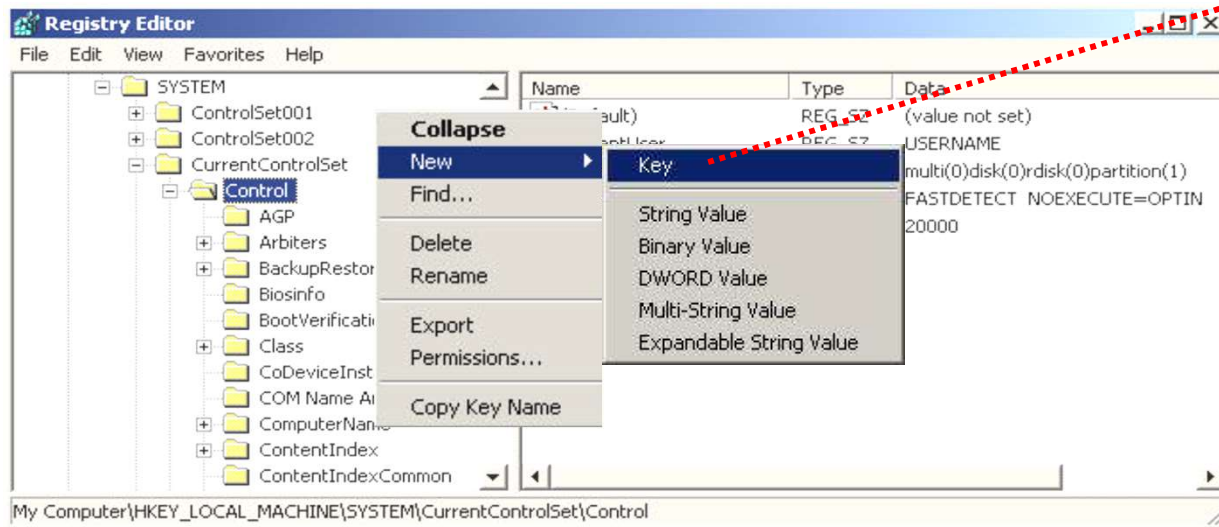 Registry Editor
File Edit View Favorites Help
SYSTEM
ControlSet001
ControlSet002
CurrentControlSet
Control
AGP
Arbiters
BackupRestor
Biosinfo
BootVerificati
Class
CoDeviceInst
COM Name A
ComputerName
ContentIndex
ContentIndexCommon
Collapse
New
Find...
Delete
Rename
Export
Permissions...
Copy Key Name
Key
String Value
Binary Value
DWORD Value
Multi-String Value
Expandable String Value
Name Type Data
ault) REG_SZ (value not set)
entUser REG_SZ USERNAME
multi(0)disk(0)rdisk(0)partition(1)
FASTDETECT NOEXECUTE=OPTIN
20000
My Computer\HKEY_LOCAL_MACHINE\SYSTEM\CurrentControlSet\Control